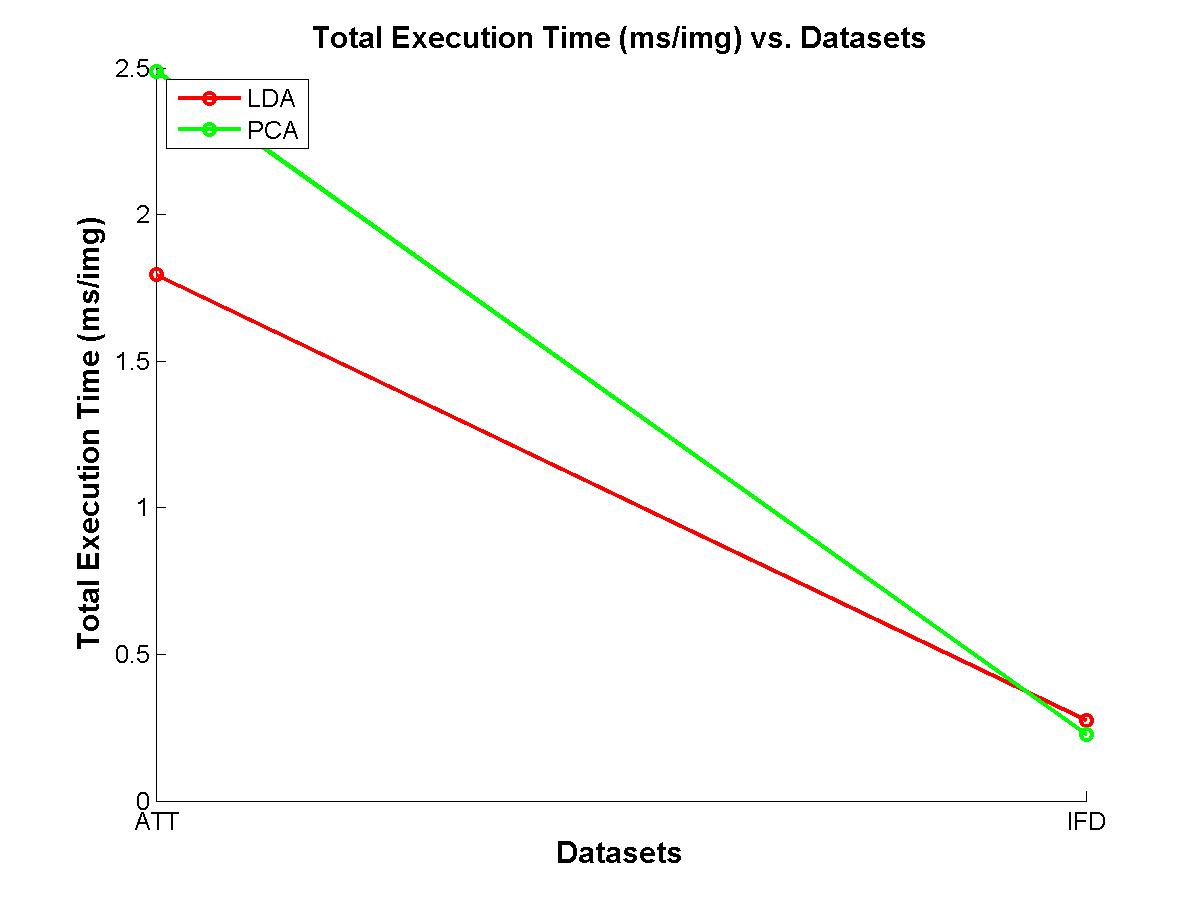 Total Execution Time (ms/img) vs. Datasets
2.5
LDA
PCA
2
1.5
1
0.5
0
Total Execution Time (ms/img)
ATT
IFD
Datasets